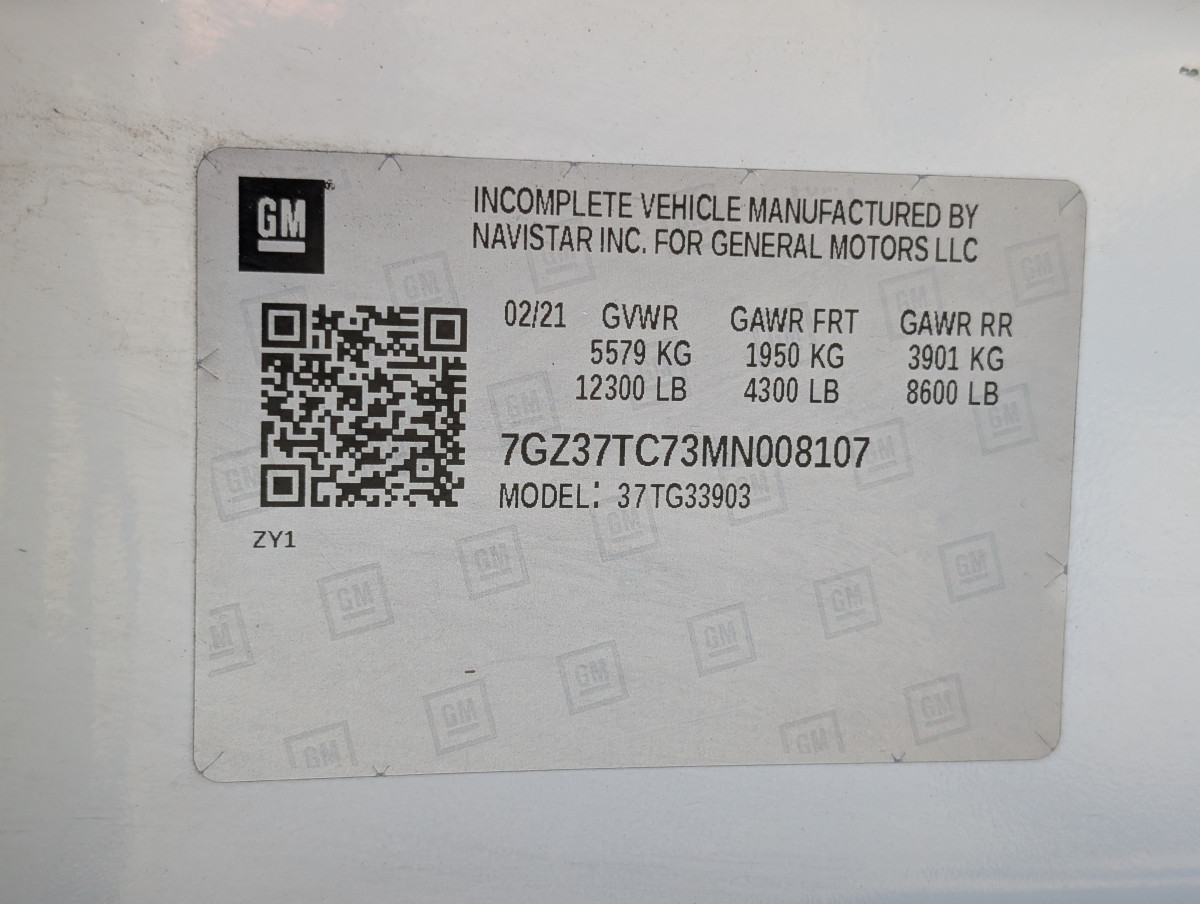 GM
INCOMPLETE VEHICLE MANUFACTURED BY
NAVISTAR INC. FOR GENERAL MOTORS LLC
02/21 GVWR GAWR FRT GAWR RR
5579 KG 1950 KG 3901 KG
12300 LB 4300 LB 8600 LB
7GZ37TC73MN008107
MODEL: 37TG33903
ZY1